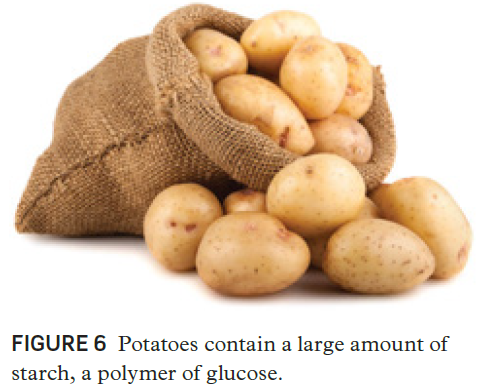 FIGURE 6 Potatoes contain a large amount of
starch, a polymer of glucose.